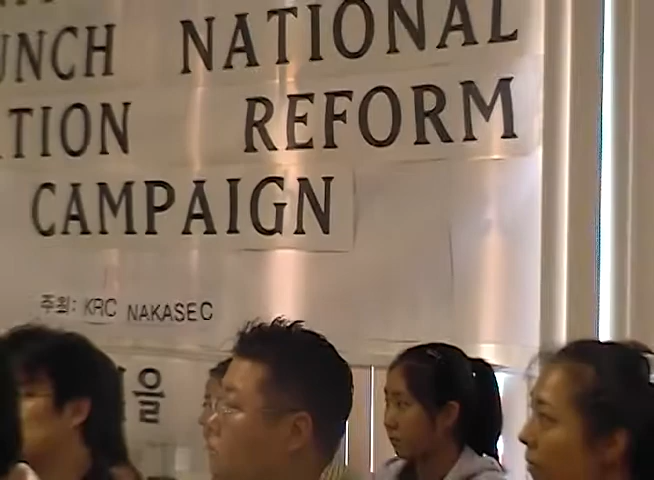 UNCH NATIONAL
TION REFORM
CAMPAIGN
주최: KRC NAKASEC
을